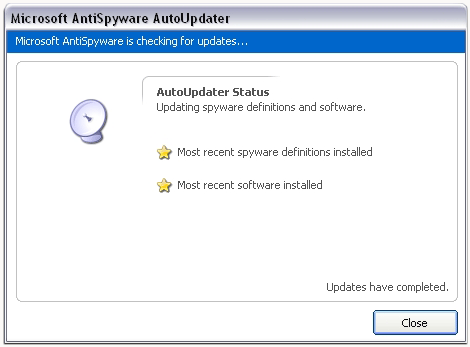 Microsoft AntiSpyware AutoUpdater
Microsoft AntiSpyware is checking for updates...
AutoUpdater Status
Updating spyware definitions and software.
Most recent spyware definitions installed
Most recent software installed
Updates have completed.
Close